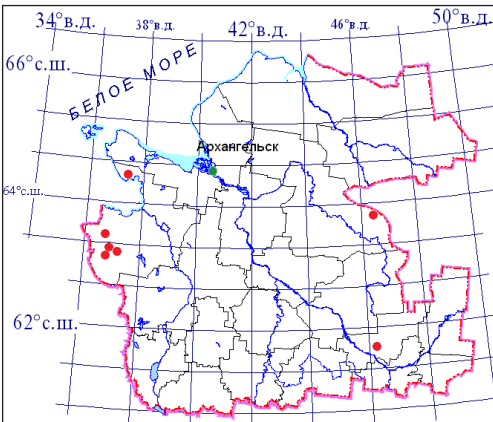 34°в.д.
38°в.д.
42°в.д.
46°в.д.
50°в.д.
66°с.ш.
БЕЛОЕ МОРЕ
Архангельск
64°с.ш.
62°с.ш.